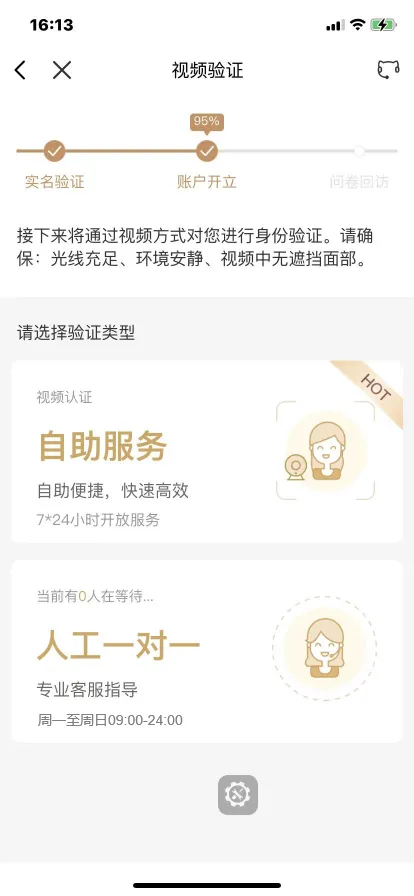 16:13
视频验证
95%
实名验证
账户开立
问卷回访
接下来将通过视频方式对您进行身份验证。请确
保：光线充足、环境安静、视频中无遮挡面部。
请选择验证类型
HOT
视频认证
自助服务
自助便捷，快速高效
7*24小时开放服务
当前有0人在等待...
人工一对一
专业客服指导
周一至周日09:00-24:00